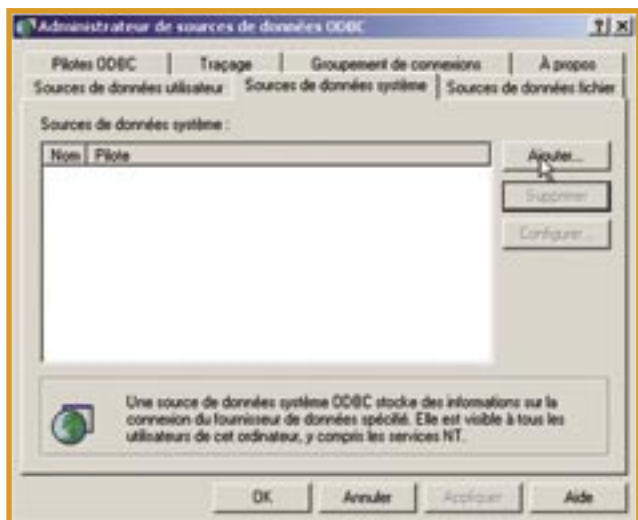 Administrateur de sources de données ODBC
Pilotes ODBC Traçage Groupement de connexions À propos
Sources de données utilisateur Sources de données système Sources de données fichier
Sources de données système :
Nom Pilote
Ajouter...
Supprimer
Configurer...
Une source de données système ODBC stocke des informations sur la
connexion du fournisseur de données spécifié. Elle est visible à tous les
utilisateurs de cet ordinateur, y compris les services NT.
OK Annuler Appliquer Aide